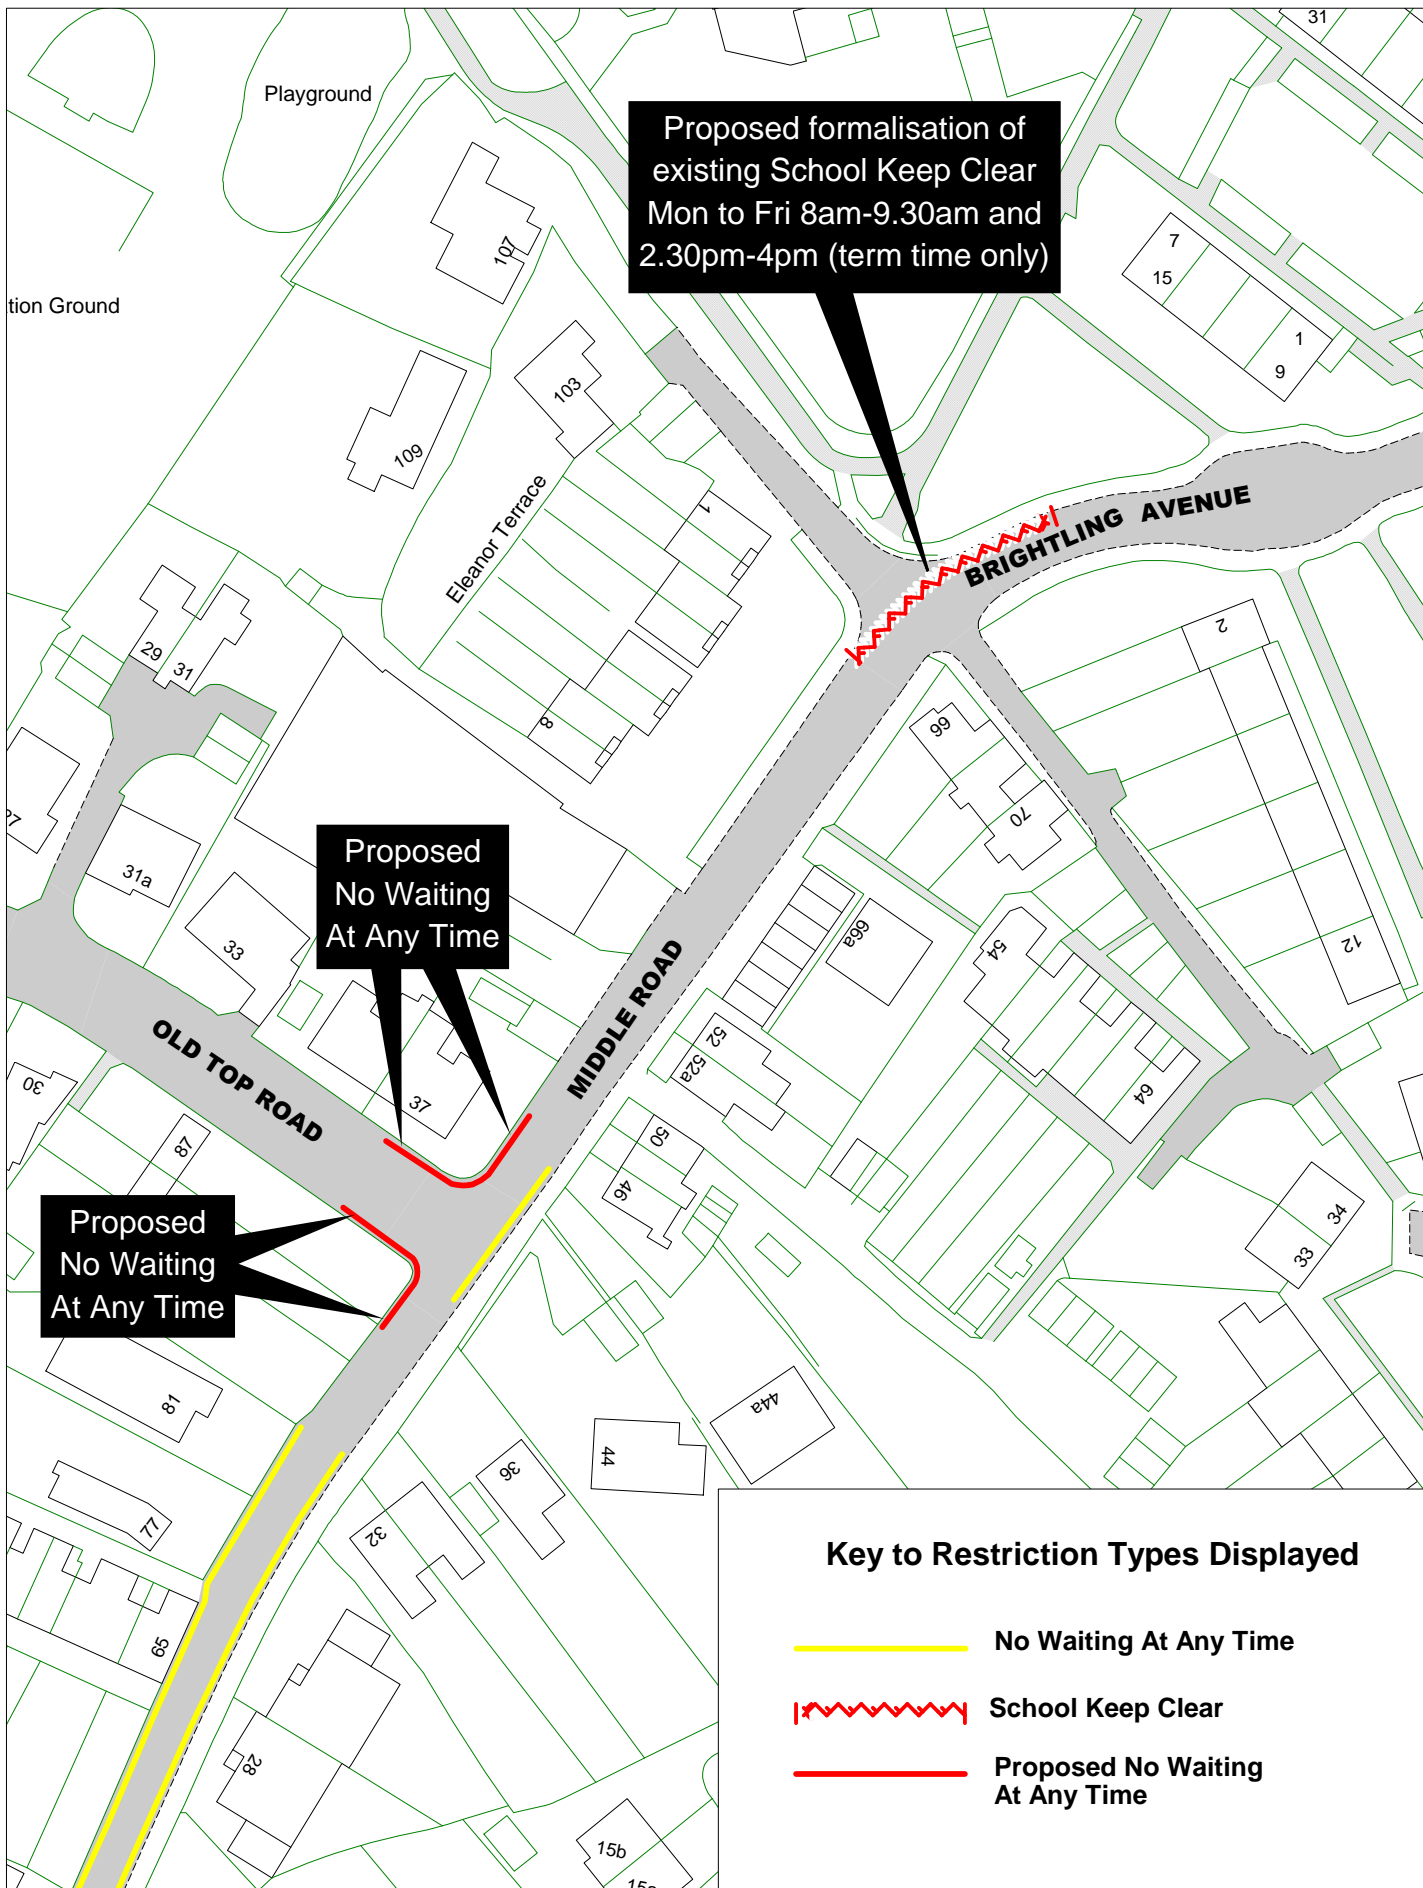 31
Playground
Proposed formalisation of
existing School Keep Clear
Mon to Fri 8am-9.30am and
2.30pm-4pm (term time only)
107
7
15
1
9
tion Ground
103
109
Eleanor Terrace
1
BRIGHTLING AVENUE
2
29
31
8
66
70
27
31a
Proposed
No Waiting
At Any Time
33
66a
54
12
MIDDLE ROAD
OLD TOP ROAD
52
52a
30
37
64
87
50
46
34
33
Proposed
No Waiting
At Any Time
81
44a
44
36
77
32
65
28
15b
15a
Key to Restriction Types Displayed
No Waiting At Any Time
School Keep Clear
Proposed No Waiting
At Any Time